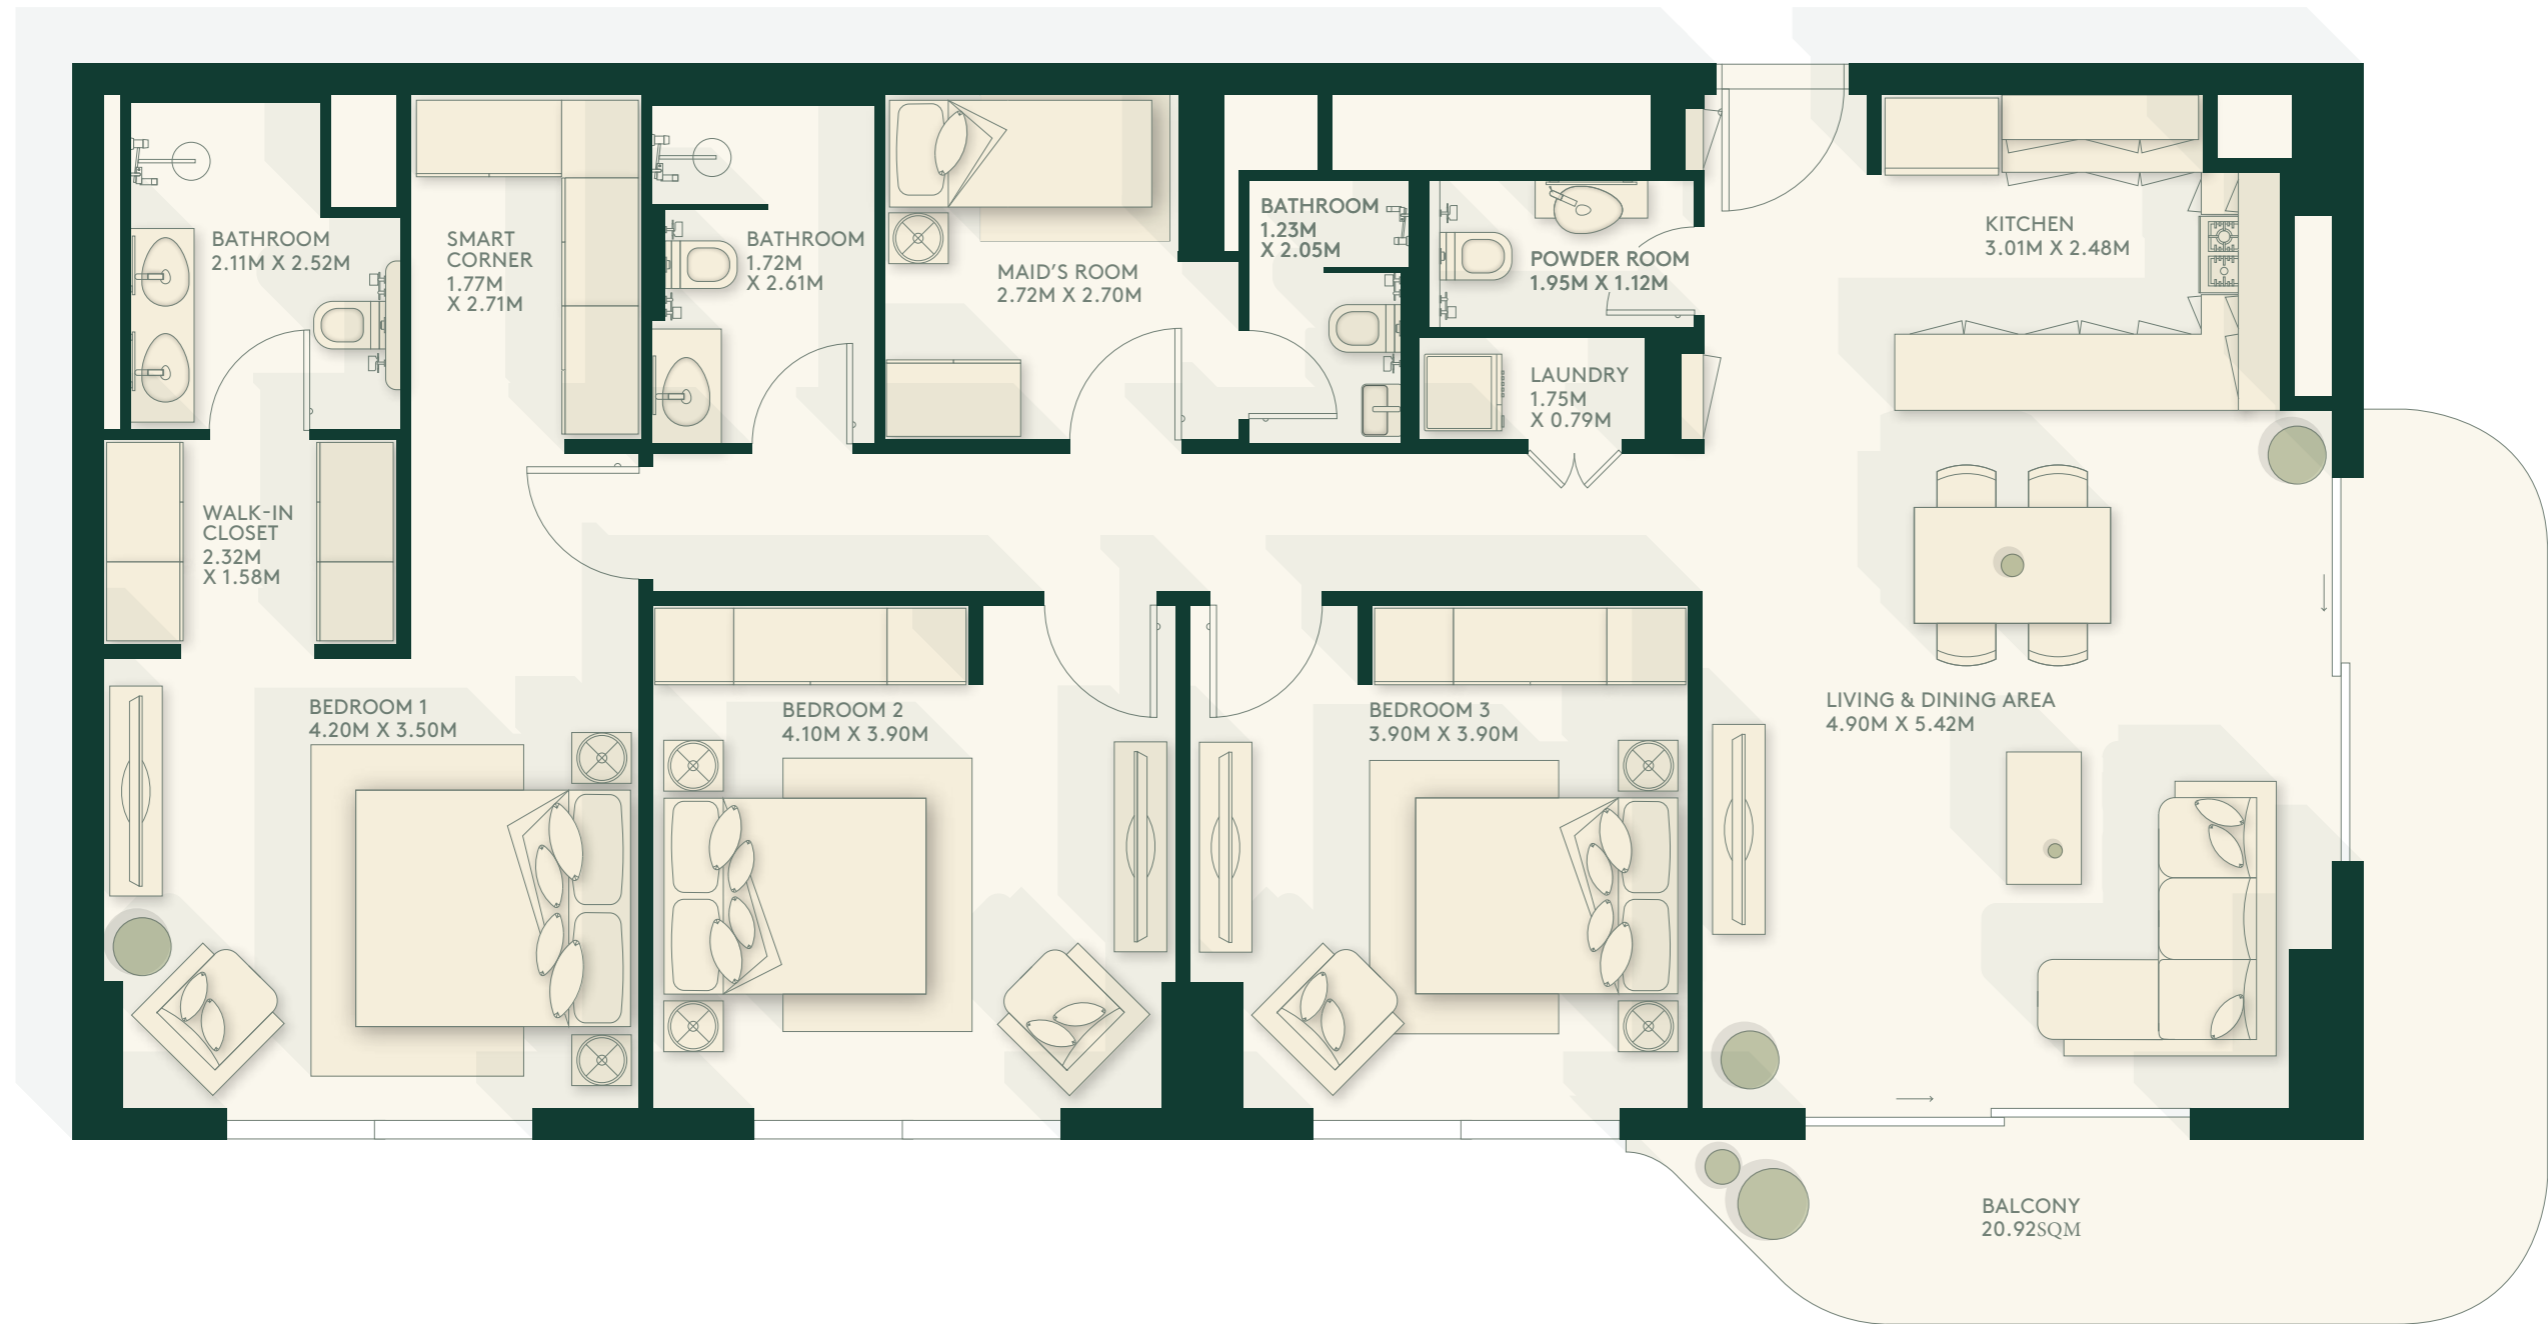 BATHROOM
2.11M X 2.52M
SMART
CORNER
1.77M
X 2.71M
BATHROOM
1.72M
X 2.61M
MAID'S ROOM
2.72M X 2.70M
BATHROOM
1.23M
X 2.05M
POWDER ROOM
1.95M X 1.12M
KITCHEN
3.01M X 2.48M
LAUNDRY
1.75M
X 0.79M
WALK-IN
CLOSET
2.32M
X 1.58M
BEDROOM 1
4.20M X 3.50M
BEDROOM 2
4.10M X 3.90M
BEDROOM 3
3.90M X 3.90M
LIVING & DINING AREA
4.90M X 5.42M
BALCONY
20.92SQM